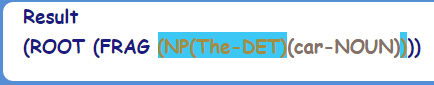 Result
(ROOT (FRAG (NP(The-DET)(car-NOUN))))